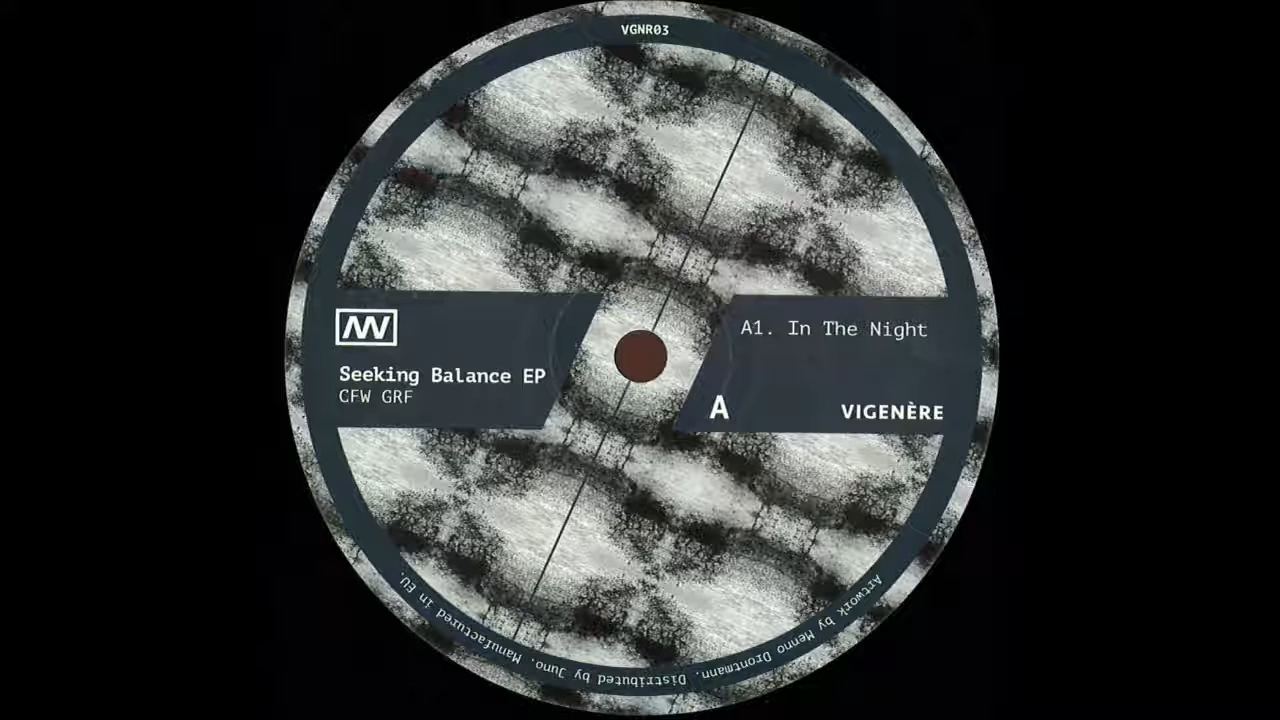 VGNR03
Seeking Balance EP
CFW GRF
A1. In The Night
A
VIGENÈRE
Artwork by Menno Drontmann. Distributed by Juno. Manufactured in EU.